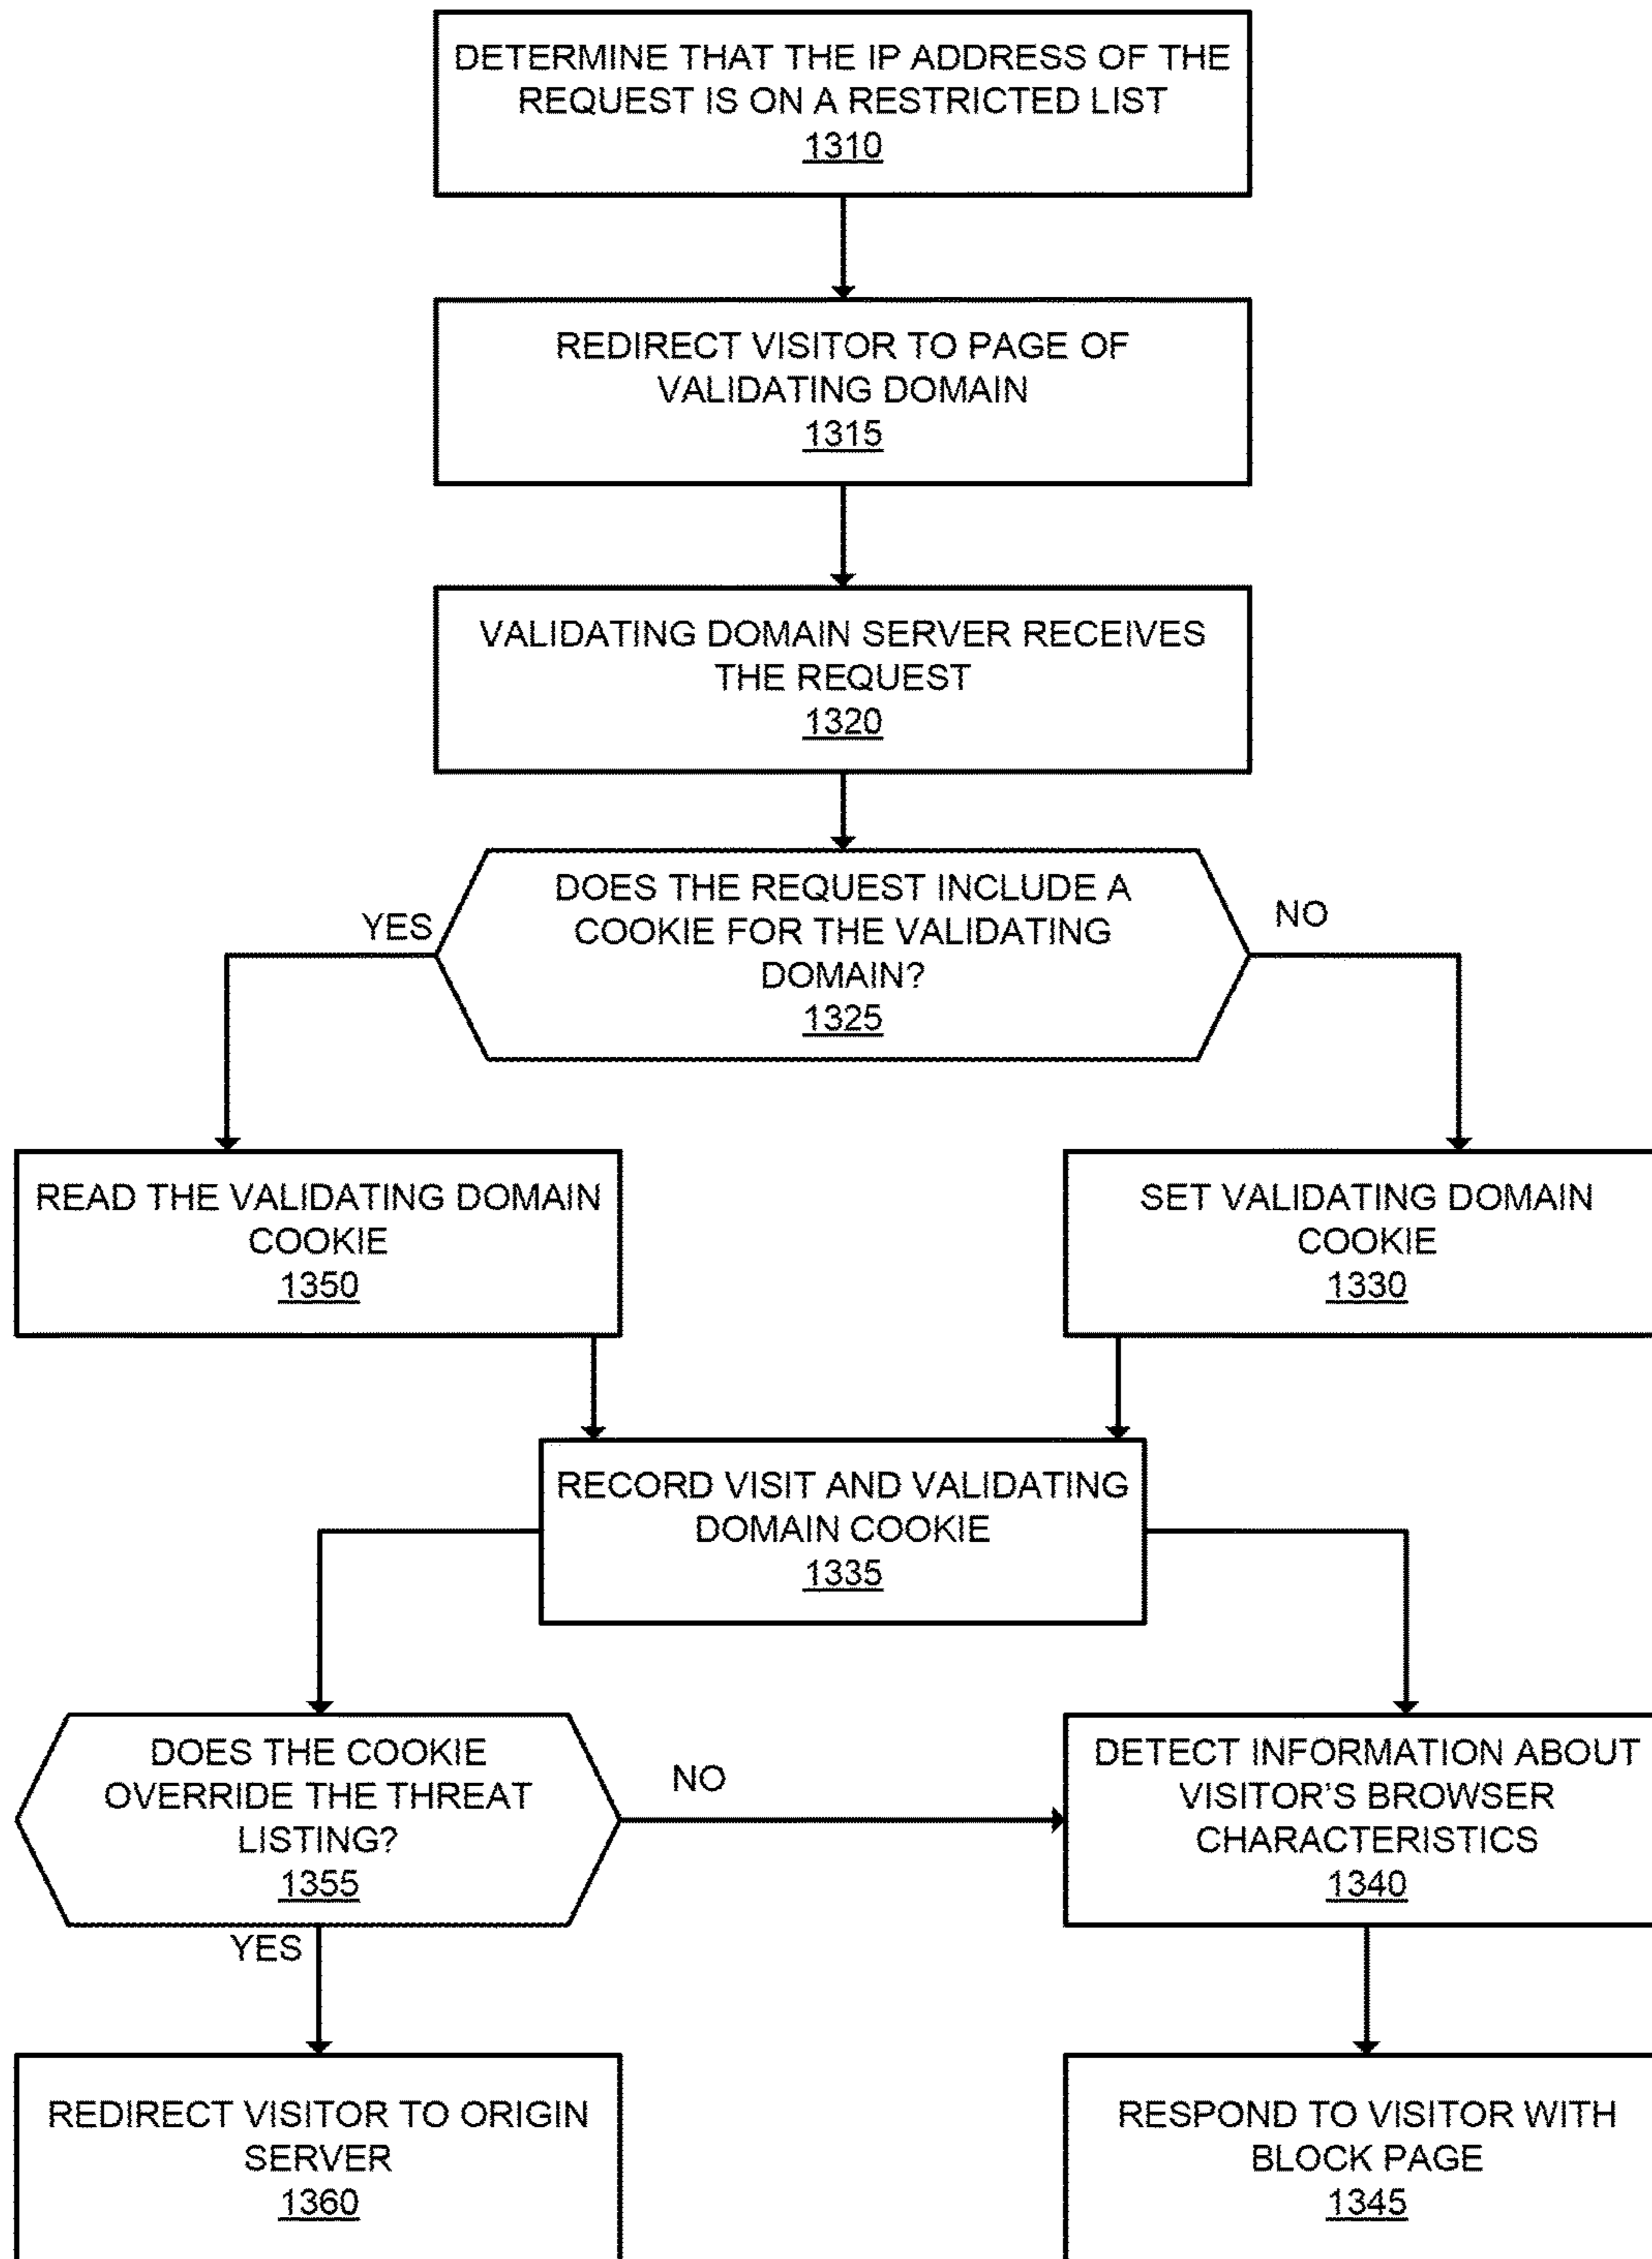 DETERMINE THAT THE IP ADDRESS OF THE
REQUEST IS ON A RESTRICTED LIST
1310
REDIRECT VISITOR TO PAGE OF
VALIDATING DOMAIN
1315
VALIDATING DOMAIN SERVER RECEIVES
THE REQUEST
1320
DOES THE REQUEST INCLUDE A
COOKIE FOR THE VALIDATING
DOMAIN?
1325
YES
NO
READ THE VALIDATING DOMAIN
COOKIE
1350
SET VALIDATING DOMAIN
COOKIE
1330
RECORD VISIT AND VALIDATING
DOMAIN COOKIE
1335
DOES THE COOKIE
OVERRIDE THE THREAT
LISTING?
1355
NO
YES
DETECT INFORMATION ABOUT
VISITOR'S BROWSER
CHARACTERISTICS
1340
REDIRECT VISITOR TO ORIGIN
SERVER
1360
RESPOND TO VISITOR WITH
BLOCK PAGE
1345